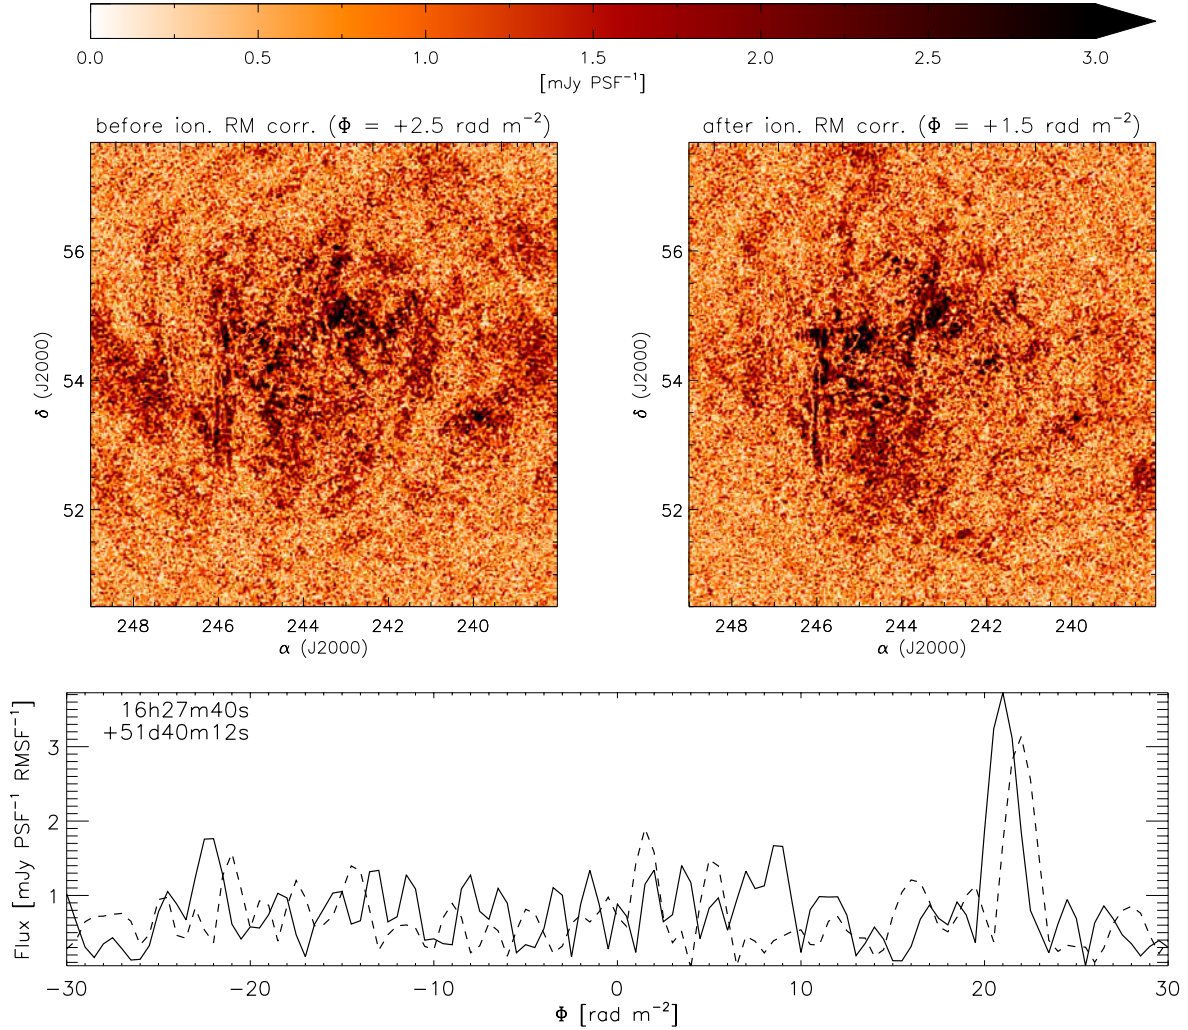 0.0 0.5 1.0 1.5 2.0 2.5 3.0
[mJy PSF⁻¹]
before ion. RM corr. (Φ = +2.5 rad m⁻²)
after ion. RM corr. (Φ = +1.5 rad m⁻²)
56
54
52
δ (J2000)
248 246 244 242 240
α (J2000)
56
54
52
δ (J2000)
248 246 244 242 240
α (J2000)
16h27m40s
+51d40m12s
3
2
1
Flux [mJy PSF⁻¹ RMSF⁻¹]
−30 −20 −10 0 10 20 30
Φ [rad m⁻²]